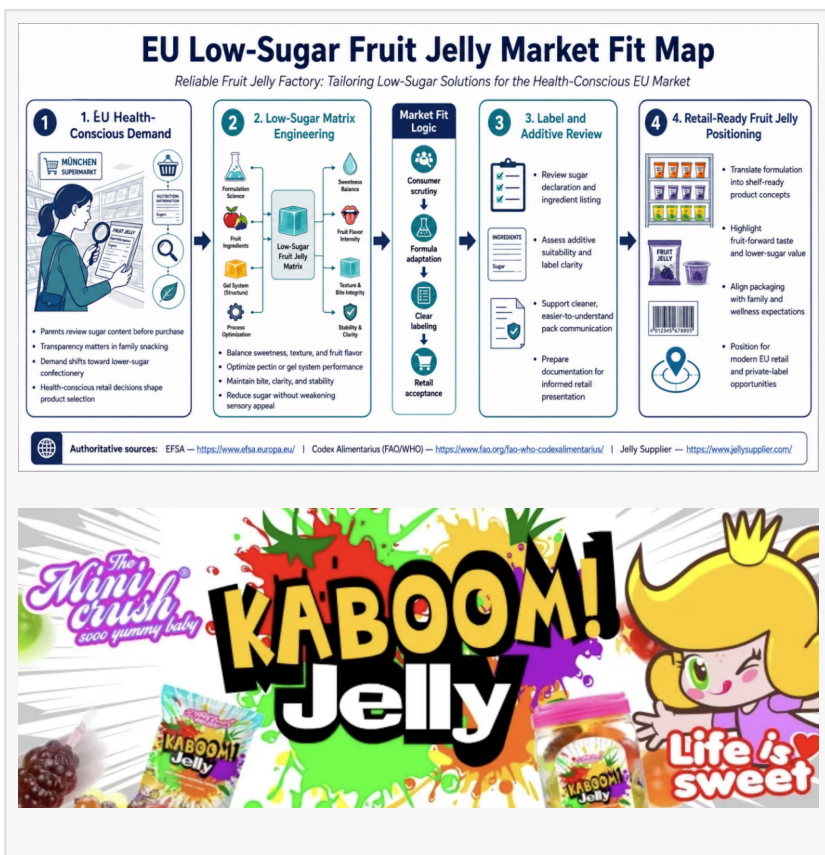 EU Low-Sugar Fruit Jelly Market Fit Map
Reliable Fruit Jelly Factory: Tailoring Low-Sugar Solutions for the Health-Conscious EU Market
1
1. EU Health-
Conscious Demand
MÜNCHEN
SUPERMARKT
NUTRITION
INFORMATION
Sugars
FRUIT JELLY
• Parents review sugar content before purchase
• Transparency matters in family snacking
• Demand shifts toward lower-sugar
confectionery
• Health-conscious retail decisions shape
product selection
2
2. Low-Sugar Matrix
Engineering
Formulation
Science
Fruit
Ingredients
Gel System
(Structure)
Process
Optimization
Low-Sugar
Fruit Jelly
Matrix
Sweetness
Balance
Fruit Flavor
Intensity
Texture &
Bite Integrity
Stability &
Clarity
• Balance sweetness, texture, and fruit flavor
• Optimize pectin or gel system performance
• Maintain bite, clarity, and stability
• Reduce sugar without weakening
sensory appeal
Market Fit
Logic
Consumer
scrutiny
Formula
adaptation
Clear
labeling
Retail
acceptance
3
3. Label and
Additive Review
INGREDIENTS
Sugar
• Review sugar
declaration and
ingredient listing
• Assess additive
suitability and
label clarity
• Support cleaner,
easier-to-understand
pack communication
• Prepare
documentation for
informed retail
presentation
4
4. Retail-Ready Fruit Jelly
Positioning
FRUIT
JELLY
• Translate formulation
into shelf-ready
product concepts
• Highlight
fruit-forward taste
and lower-sugar value
• Align packaging
with family and
wellness expectations
• Position for
modern EU retail
and private-label
opportunities
Authoritative sources: EFSA — https://www.efsa.europa.eu/ | Codex Alimentarius (FAO/WHO) — https://www.fao.org/fao-who-codexalimentarius/ | Jelly Supplier — https://www.jellysupplier.com/
The
Mini
crush®
sooo yummy baby
KABOOM!
Jelly
KABOOM!
Jelly
KABOOM!
Jelly
Life is
sweet